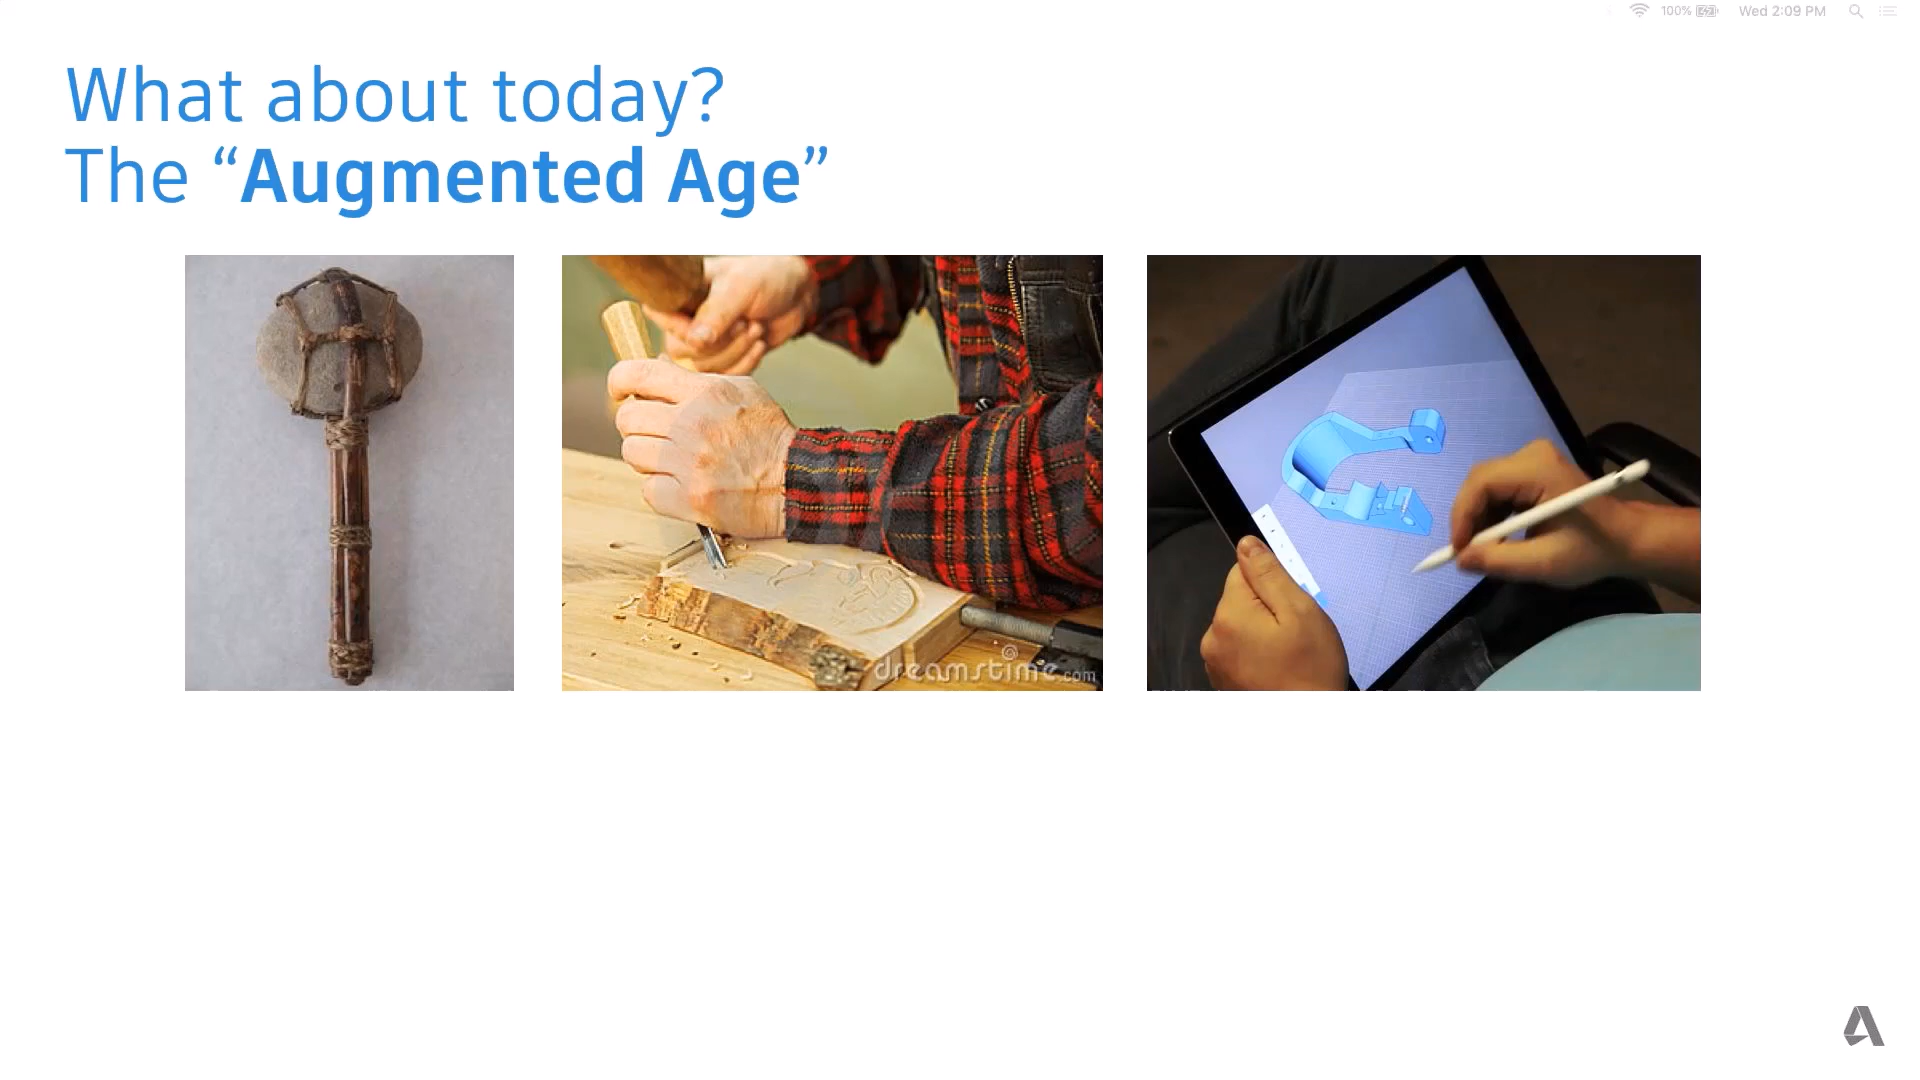 100%
Wed 2:09 PM
What about today?
The “Augmented Age”
dreamstime.com